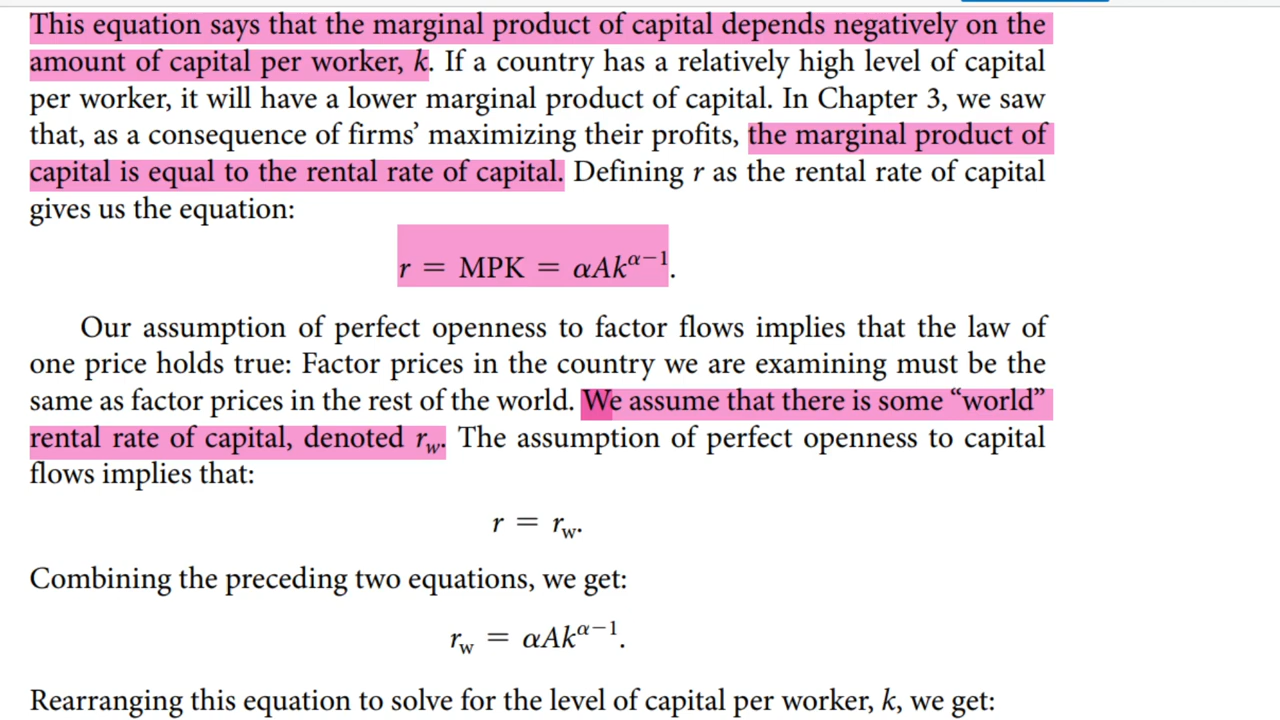 This equation says that the marginal product of capital depends negatively on the
amount of capital per worker, k. If a country has a relatively high level of capital
per worker, it will have a lower marginal product of capital. In Chapter 3, we saw
that, as a consequence of firms’ maximizing their profits, the marginal product of
capital is equal to the rental rate of capital. Defining r as the rental rate of capital
gives us the equation:
r = MPK = αAk^{α−1}.
Our assumption of perfect openness to factor flows implies that the law of
one price holds true: Factor prices in the country we are examining must be the
same as factor prices in the rest of the world. We assume that there is some “world”
rental rate of capital, denoted r_w. The assumption of perfect openness to capital
flows implies that:
r = r_w.
Combining the preceding two equations, we get:
r_w = αAk^{α−1}.
Rearranging this equation to solve for the level of capital per worker, k, we get: